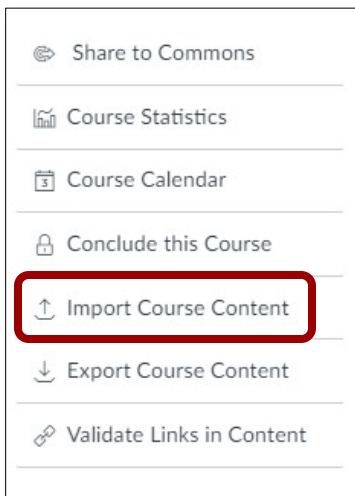 Share to Commons
Course Statistics
3 Course Calendar
Conclude this Course
Import Course Content
Export Course Content
Validate Links in Content